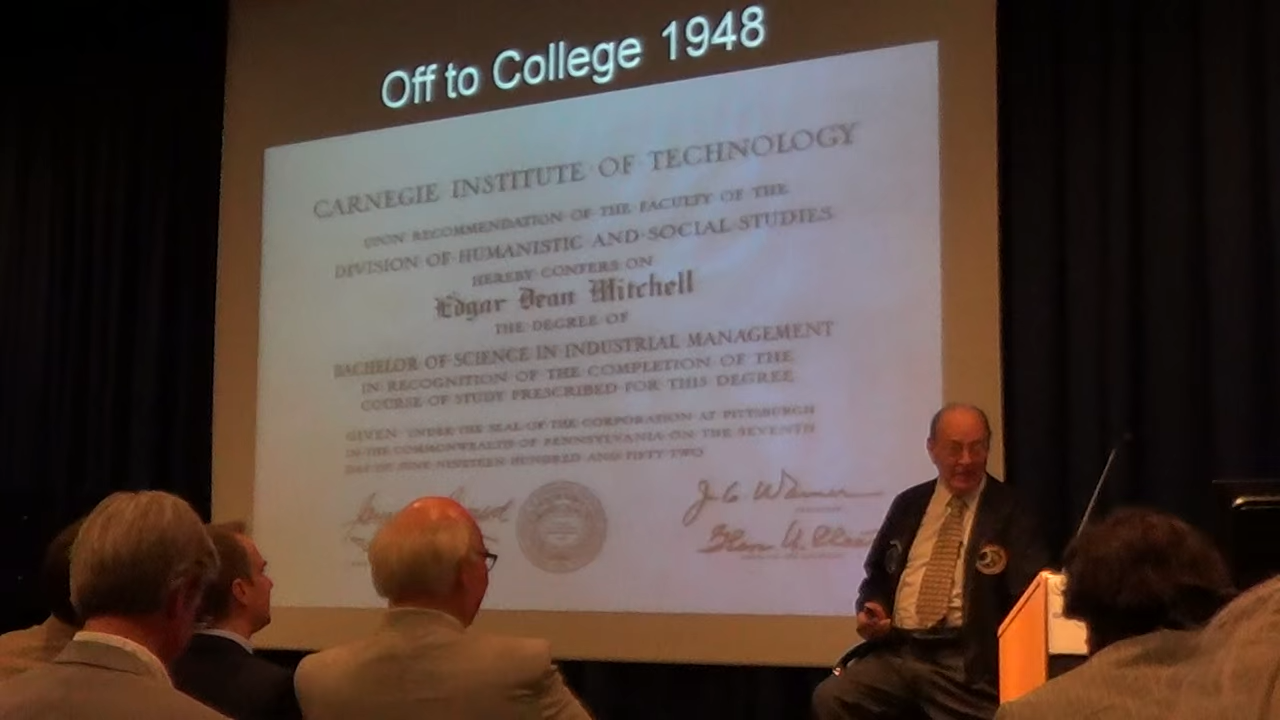 Off to College 1948
CARNEGIE INSTITUTE OF TECHNOLOGY
UPON RECOMMENDATION OF THE FACULTY OF THE
DIVISION OF HUMANISTIC AND SOCIAL STUDIES
HEREBY CONFERS ON
Edgar Dean Mitchell
THE DEGREE OF
BACHELOR OF SCIENCE IN INDUSTRIAL MANAGEMENT
IN RECOGNITION OF THE COMPLETION OF THE
COURSE OF STUDY PRESCRIBED FOR THIS DEGREE
GIVEN UNDER THE SEAL OF THE CORPORATION AT PITTSBURGH
IN THE COMMONWEALTH OF PENNSYLVANIA ON THE SEVENTH
DAY OF JUNE NINETEEN HUNDRED AND FIFTY TWO